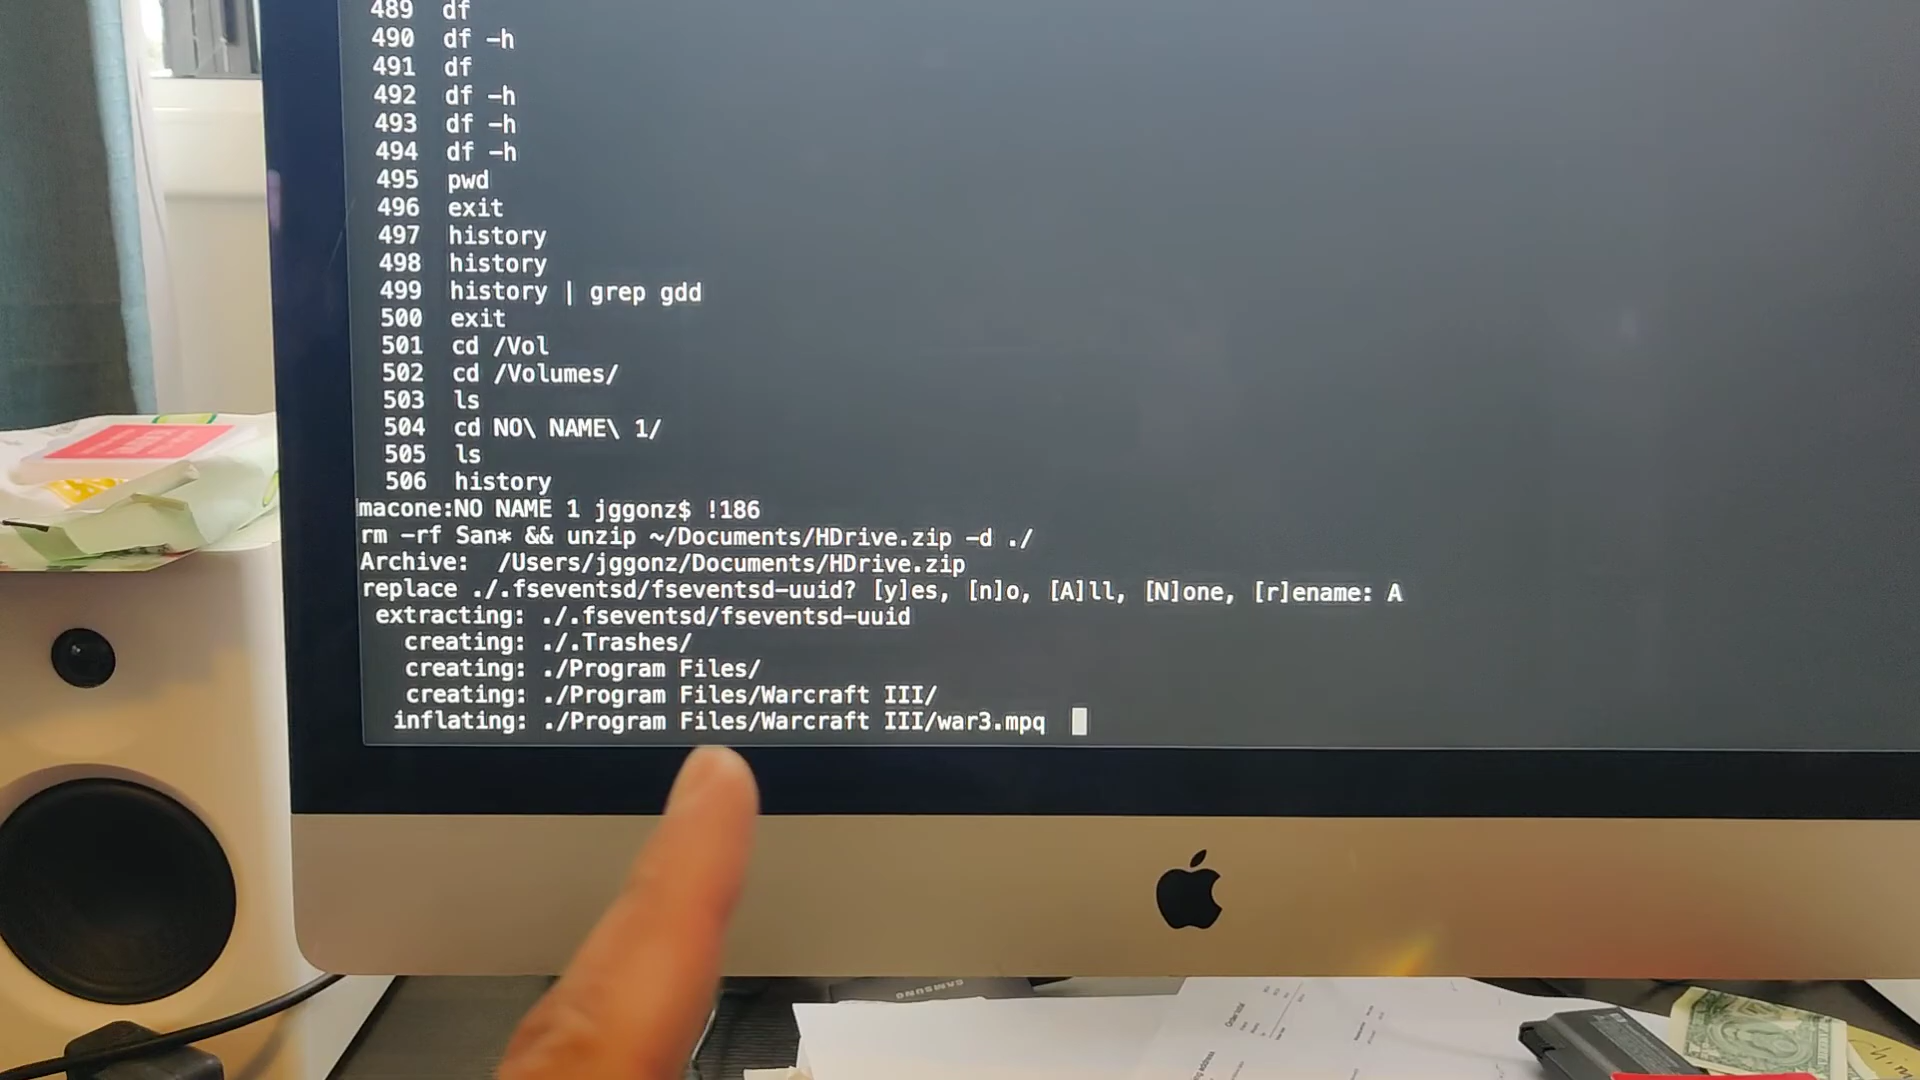 489 df
490 df -h
491 df
492 df -h
493 df -h
494 df -h
495 pwd
496 exit
497 history
498 history
499 history | grep gdd
500 exit
501 cd /Vol
502 cd /Volumes/
503 ls
504 cd NO\ NAME\ 1/
505 ls
506 history
macone:NO NAME 1 jggonz$ !186
rm -rf San* && unzip ~/Documents/HDrive.zip -d ./
Archive: /Users/jggonz/Documents/HDrive.zip
replace ./.fseventsd/fseventsd-uuid? [y]es, [n]o, [A]ll, [N]one, [r]ename: A
extracting: ./.fseventsd/fseventsd-uuid
creating: ./.Trashes/
creating: ./Program Files/
creating: ./Program Files/Warcraft III/
inflating: ./Program Files/Warcraft III/war3.mpq
SAMSUNG
Order total